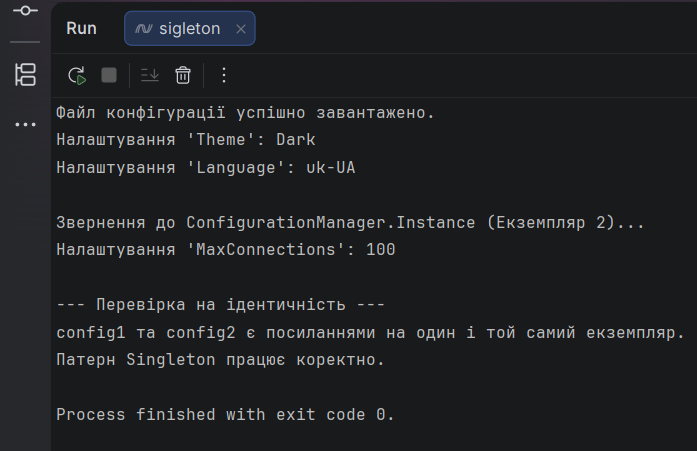 Run sigleton
Файл конфігурації успішно завантажено.
Налаштування 'Theme': Dark
Налаштування 'Language': uk-UA
Звернення до ConfigurationManager.Instance (Екземпляр 2)...
Налаштування 'MaxConnections': 100
--- Перевірка на ідентичність ---
config1 та config2 є посиланнями на один і той самий екземпляр.
Патерн Singleton працює коректно.
Process finished with exit code 0.